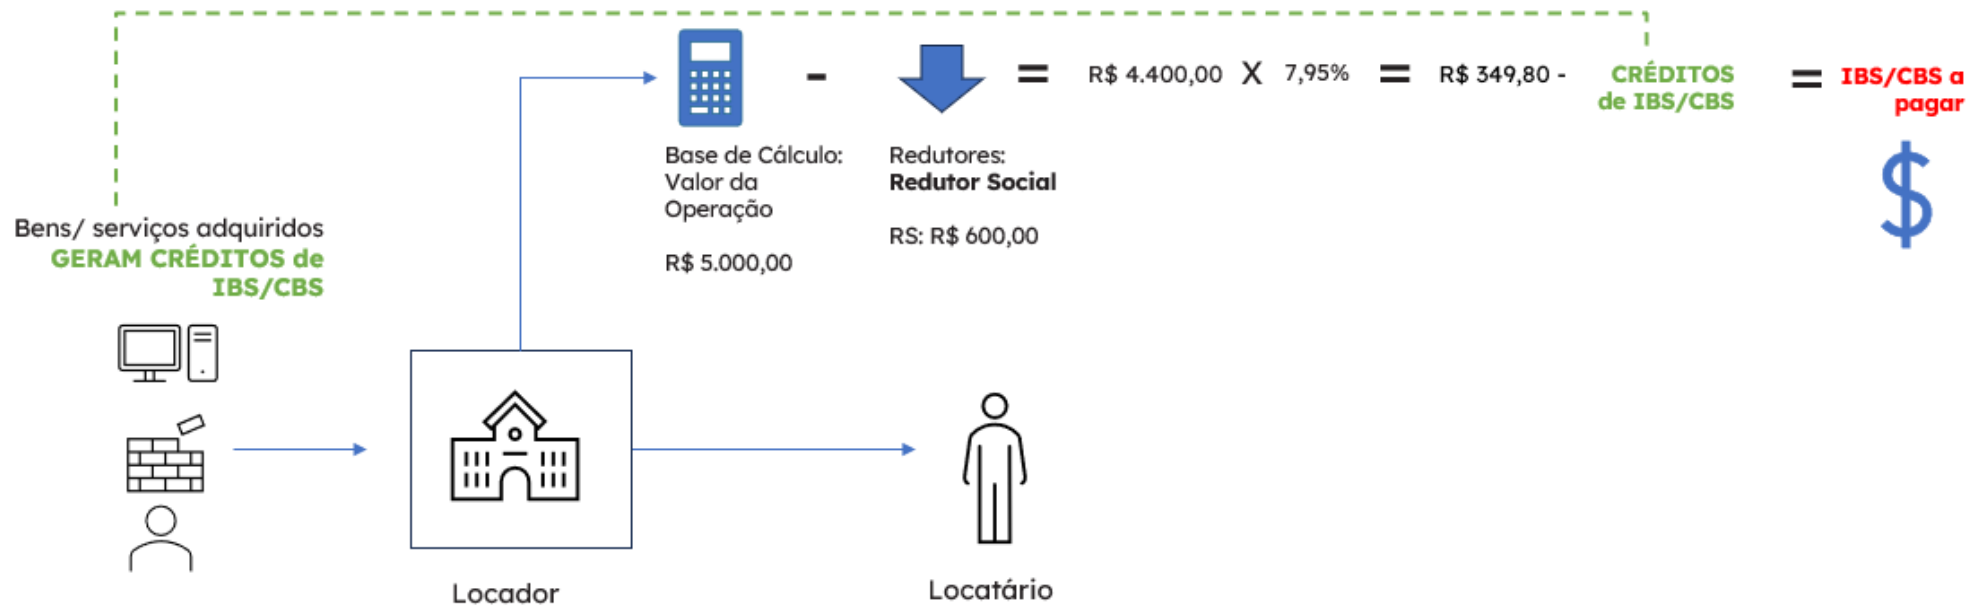 - = R$ 4.400,00 X 7,95% = R$ 349,80 -
CRÉDITOS
de IBS/CBS
= IBS/CBS a
pagar
$
Base de Cálculo:
Valor da
Operação
R$ 5.000,00
Redutores:
Redutor Social
RS: R$ 600,00
Bens/ serviços adquiridos
GERAM CRÉDITOS de
IBS/CBS
Locador
Locatário